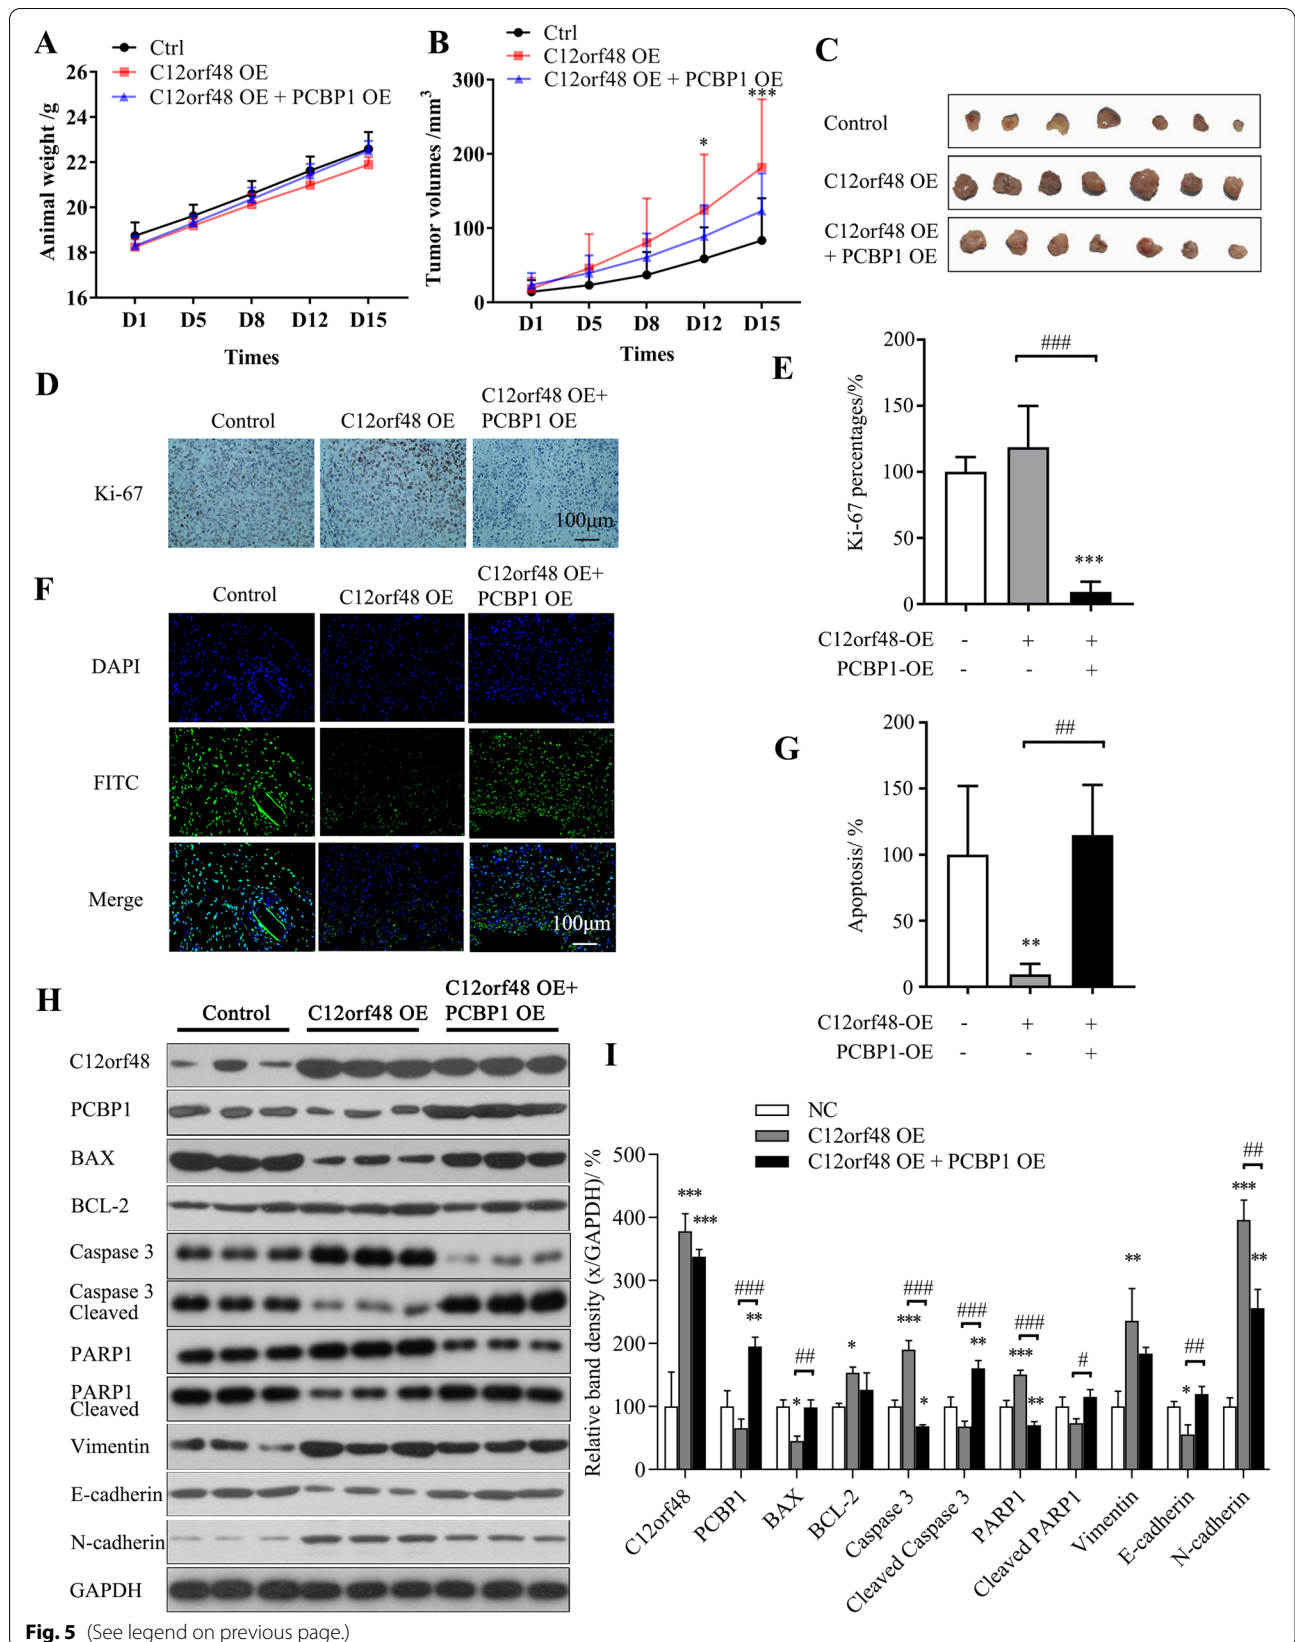 A
Ctrl
C12orf48 OE
C12orf48 OE + PCBP1 OE
Animal weight /g
26
24
22
20
18
16
D1 D5 D8 D12 D15
Times
B
Ctrl
C12orf48 OE
C12orf48 OE + PCBP1 OE
Tumor volumes /mm3
300
200
100
0
*
***
D1 D5 D8 D12 D15
Times
C
Control
C12orf48 OE
C12orf48 OE
+ PCBP1 OE
D
Control
C12orf48 OE
C12orf48 OE+
PCBP1 OE
Ki-67
100μm
E
Ki-67 percentages/%
200
150
100
50
0
###
***
C12orf48-OE - + +
PCBP1-OE - - +
F
Control
C12orf48 OE
C12orf48 OE+
PCBP1 OE
DAPI
FITC
Merge
100μm
G
Apoptosis/ %
200
150
100
50
0
##
**
C12orf48-OE - + +
PCBP1-OE - - +
H
Control
C12orf48 OE
C12orf48 OE+
PCBP1 OE
C12orf48
PCBP1
BAX
BCL-2
Caspase 3
Caspase 3
Cleaved
PARP1
PARP1
Cleaved
Vimentin
E-cadherin
N-cadherin
GAPDH
I
NC
C12orf48 OE
C12orf48 OE + PCBP1 OE
Relative band density (x/GAPDH)/ %
500
400
300
200
100
0
*** ***
### **
## *
*
### *** *
### **
### *** **
#
**
## *
## *** **
C12orf48
PCBP1
BAX
BCL-2
Caspase 3
Cleaved Caspase 3
PARP1
Cleaved PARP1
Vimentin
E-cadherin
N-cadherin
Fig. 5 (See legend on previous page.)